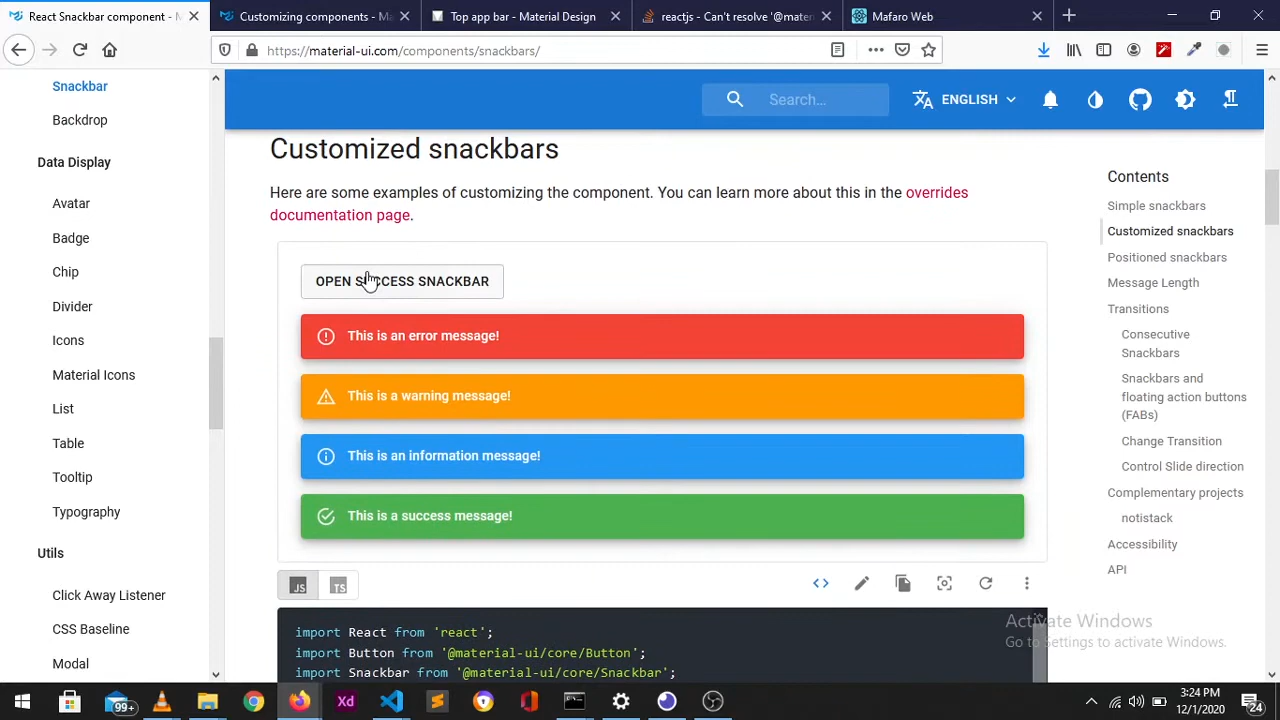 React Snackbar component -
Customizing components - Ma
Top app bar - Material Design
reactjs - Can't resolve '@mater
Mafaro Web
https://material-ui.com/components/snackbars/
Snackbar
Backdrop
Data Display
Avatar
Badge
Chip
Divider
Icons
Material Icons
List
Table
Tooltip
Typography
Utils
Click Away Listener
CSS Baseline
Modal
Search…
ENGLISH
Customized snackbars
Here are some examples of customizing the component. You can learn more about this in the overrides
documentation page.
OPEN SUCCESS SNACKBAR
This is an error message!
This is a warning message!
This is an information message!
This is a success message!
JS
TS
import React from 'react';
import Button from '@material-ui/core/Button';
import Snackbar from '@material-ui/core/Snackbar';
Contents
Simple snackbars
Customized snackbars
Positioned snackbars
Message Length
Transitions
Consecutive
Snackbars
Snackbars and
floating action buttons
(FABs)
Change Transition
Control Slide direction
Complementary projects
notistack
Accessibility
API
Activate Windows
Go to Settings to activate Windows.
99+
Xd
3:24 PM
12/1/2020
24